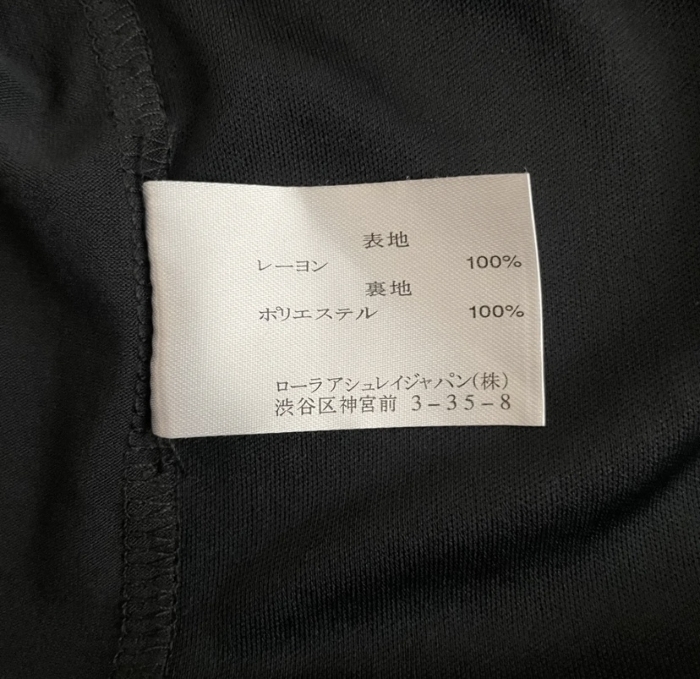 表地
レーヨン 100%
裏地
ポリエステル 100%
ローラアシュレイジャパン(株)
渋谷区神宮前 3-35-8